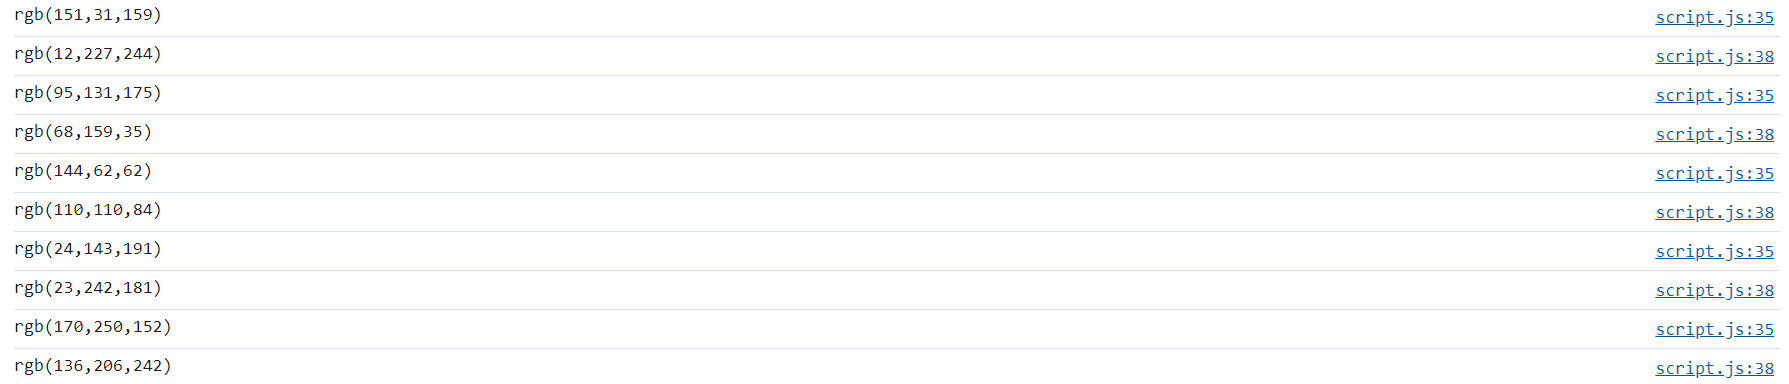 rgb(151,31,159) script.js:35
rgb(12,227,244) script.js:38
rgb(95,131,175) script.js:35
rgb(68,159,35) script.js:38
rgb(144,62,62) script.js:35
rgb(110,110,84) script.js:38
rgb(24,143,191) script.js:35
rgb(23,242,181) script.js:38
rgb(170,250,152) script.js:35
rgb(136,206,242) script.js:38